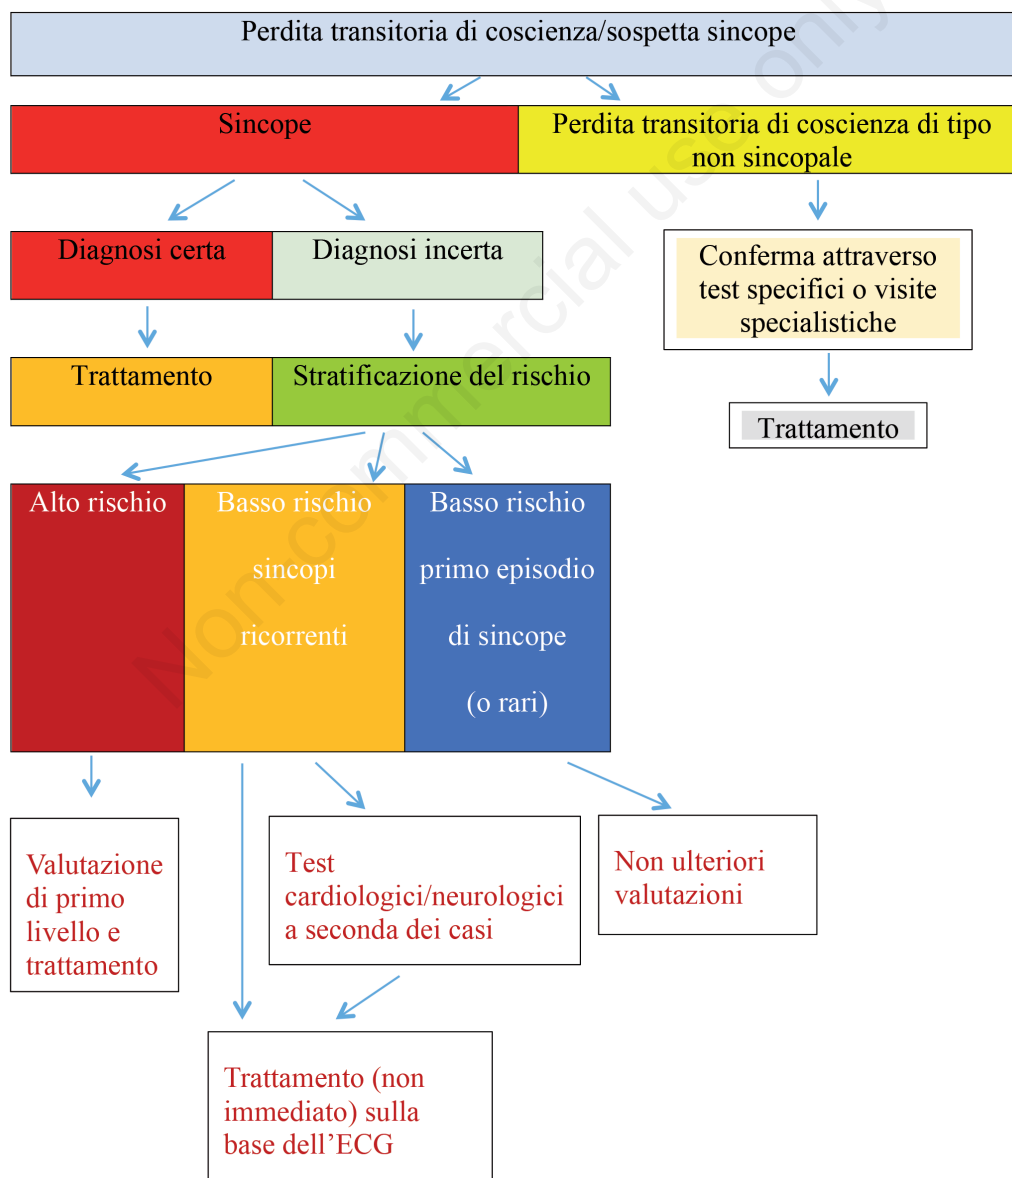 Perdita transitoria di coscienza/sospetta sincope
Sincope
Perdita transitoria di coscienza di tipo
non sincopale
Diagnosi certa
Diagnosi incerta
Conferma attraverso
test specifici o visite
specialistiche
Trattamento
Stratificazione del rischio
Trattamento
Alto rischio
Basso rischio
sincopi
ricorrenti
Basso rischio
primo episodio
di sincope
(o rari)
Valutazione
di primo
livello e
trattamento
Test
cardiologici/neurologici
a seconda dei casi
Non ulteriori
valutazioni
Trattamento (non
immediato) sulla
base dell’ECG
Non-commercial use only